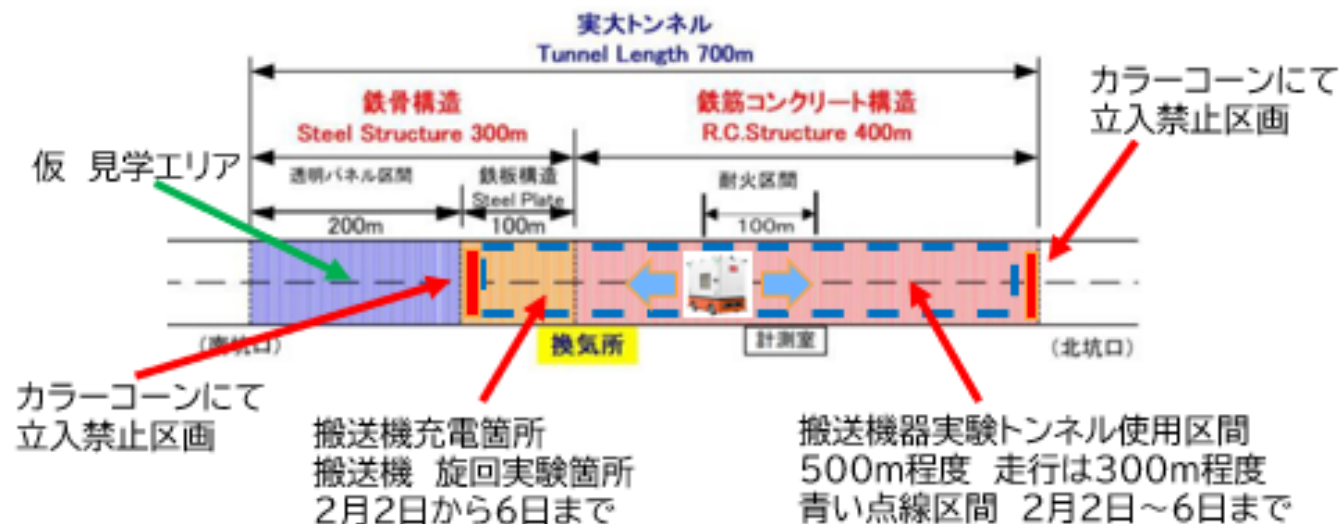 実大トンネル
Tunnel Length 700m
カラーコーンにて
立入禁止区画
鉄骨構造
Steel Structure 300m
鉄筋コンクリート構造
R.C.Structure 400m
仮 見学エリア
透明パネル区間
鉄板構造
Steel Plate
耐火区間
200m
100m
100m
(南坑口)
換気所
計測室
(北坑口)
カラーコーンにて
立入禁止区画
搬送機充電箇所
搬送機 旋回実験箇所
2月2日から6日まで
搬送機器実験トンネル使用区間
500m程度 走行は300m程度
青い点線区間 2月2日~6日まで